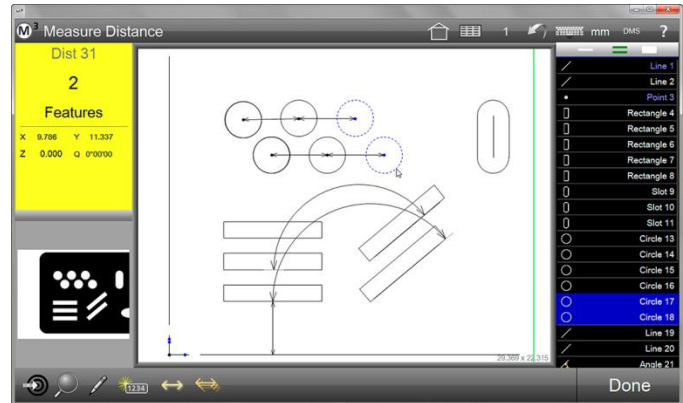 M³ Measure Distance
1
mm
DMS
?
Dist 31
2
Features
X 9.786 Y 11.337
Z 0.000 Q 0°00'00
29.369 x 22.315
Line 1
Line 2
Point 3
Rectangle 4
Rectangle 5
Rectangle 6
Rectangle 7
Rectangle 8
Slot 9
Slot 10
Slot 11
Circle 13
Circle 14
Circle 15
Circle 16
Circle 17
Circle 18
Line 19
Line 20
Angle 21
1234
Done